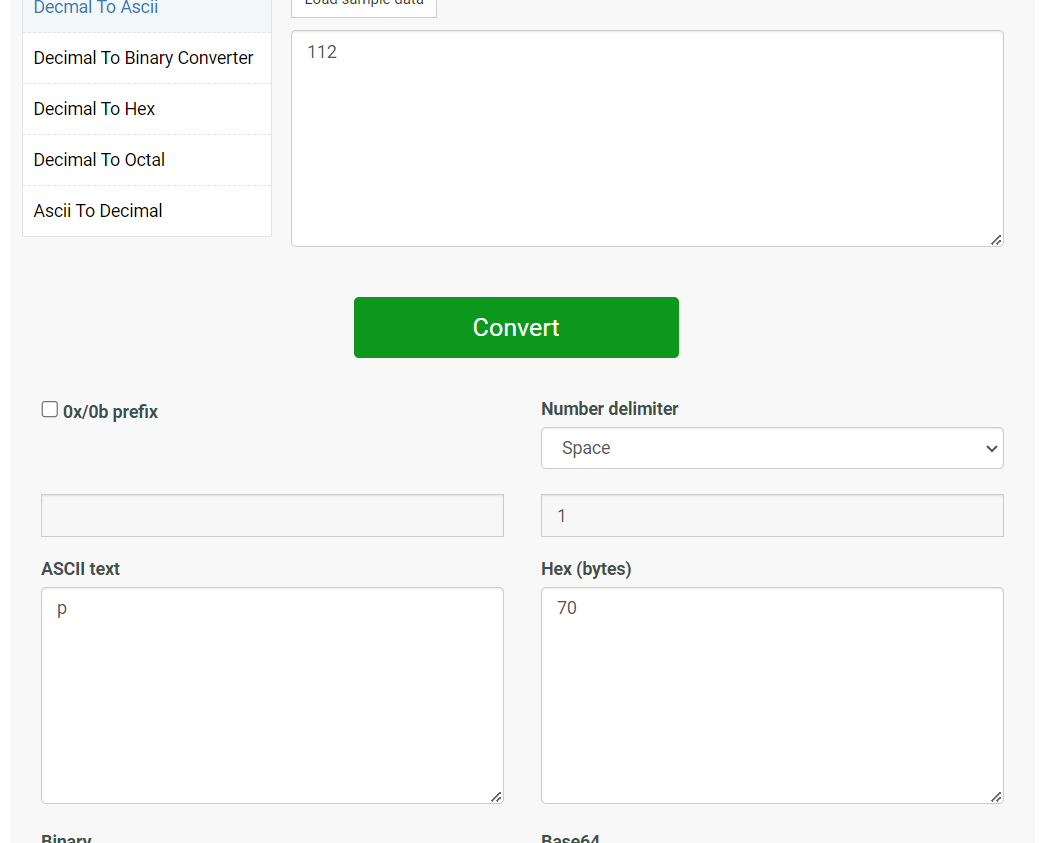 Decmal To Ascii
Load sample data
Decimal To Binary Converter
Decimal To Hex
Decimal To Octal
Ascii To Decimal
112
Convert
0x/0b prefix
Number delimiter
Space
1
ASCII text
Hex (bytes)
p
70
Binary
Base64